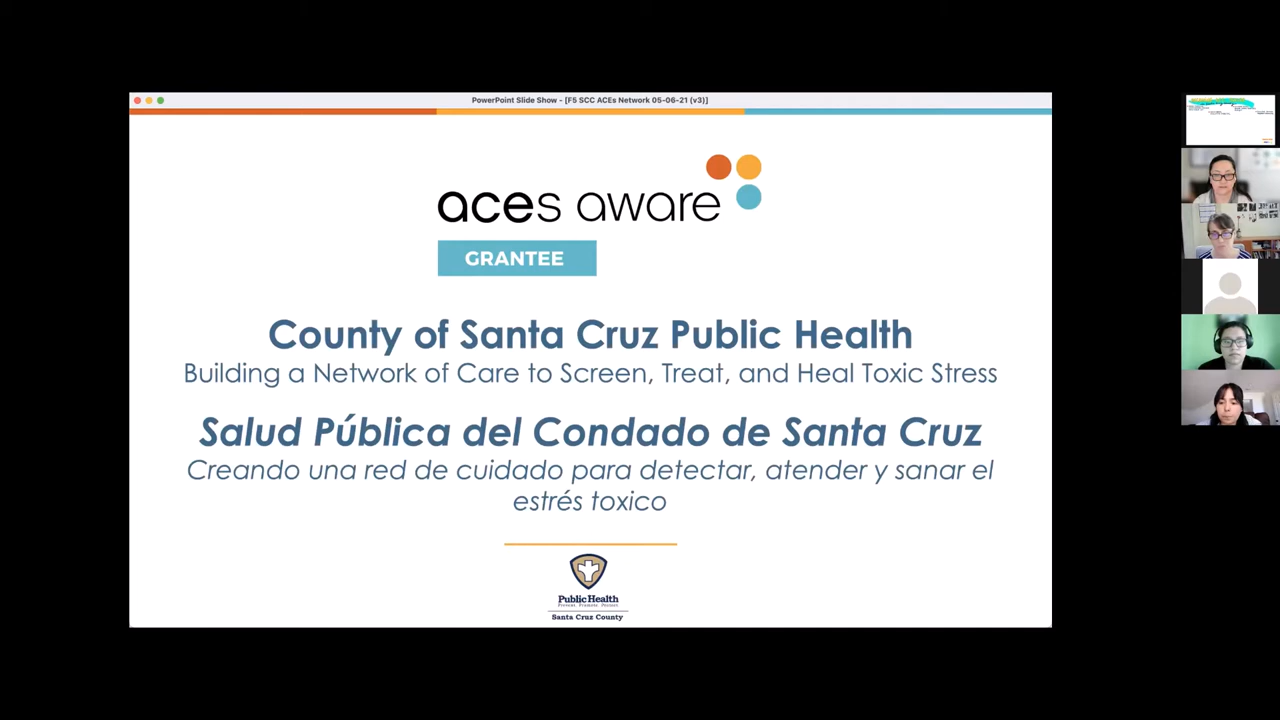 PowerPoint Slide Show - [F5 SCC ACEs Network 05-06-21 (v3)]
aces aware
GRANTEE
County of Santa Cruz Public Health
Building a Network of Care to Screen, Treat, and Heal Toxic Stress
Salud Pública del Condado de Santa Cruz
Creando una red de cuidado para detectar, atender y sanar el
estrés toxico
Public Health
Santa Cruz County